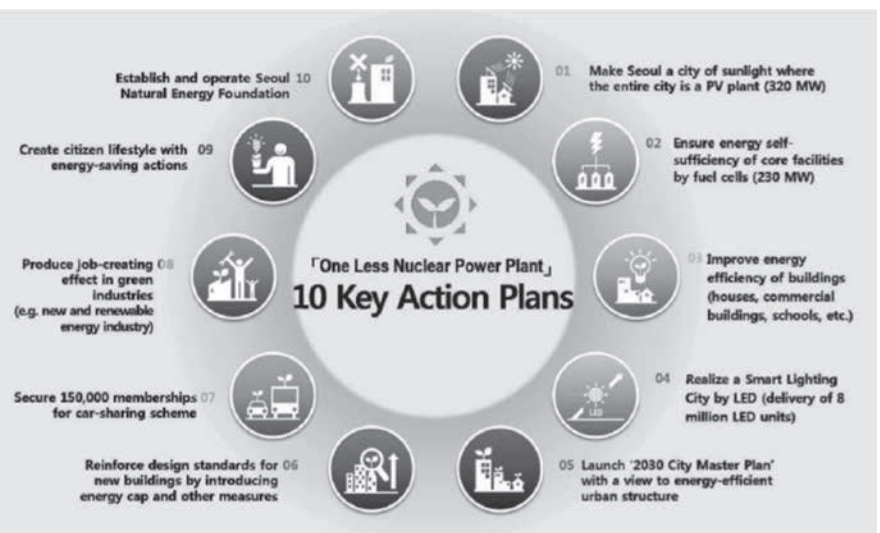 「One Less Nuclear Power Plant」
10 Key Action Plans
01 Make Seoul a city of sunlight where
the entire city is a PV plant (320 MW)
02 Ensure energy self-
sufficiency of core facilities
by fuel cells (230 MW)
03 Improve energy
efficiency of buildings
(houses, commercial
buildings, schools, etc.)
04 Realize a Smart Lighting
City by LED (delivery of 8
million LED units)
LED
05 Launch '2030 City Master Plan'
with a view to energy-efficient
urban structure
Reinforce design standards for 06
new buildings by introducing
energy cap and other measures
Secure 150,000 memberships 07
for car-sharing scheme
Produce job-creating 08
effect in green
industries
(e.g. new and renewable
energy industry)
Create citizen lifestyle with 09
energy-saving actions
Establish and operate Seoul 10
Natural Energy Foundation